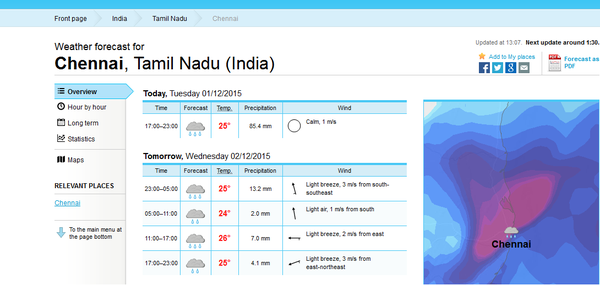 Front page India Tamil Nadu Chennai
Updated at 13:07. Next update around 1:30.
Weather forecast for
Chennai, Tamil Nadu (India)
Add to My places
Forecast as PDF
Overview
Hour by hour
Long term
Statistics
Maps
RELEVANT PLACES
Chennai
To the main menu at
the page bottom
Today, Tuesday 01/12/2015
Time Forecast Temp. Precipitation Wind
17:00–23:00 25° 85.4 mm Calm, 1 m/s
Tomorrow, Wednesday 02/12/2015
Time Forecast Temp. Precipitation Wind
23:00–05:00 25° 13.2 mm Light breeze, 3 m/s from south-
southeast
05:00–11:00 24° 2.0 mm Light air, 1 m/s from south
11:00–17:00 26° 7.0 mm Light breeze, 2 m/s from east
17:00–23:00 25° 4.1 mm Light breeze, 3 m/s from
east-northeast
Chennai